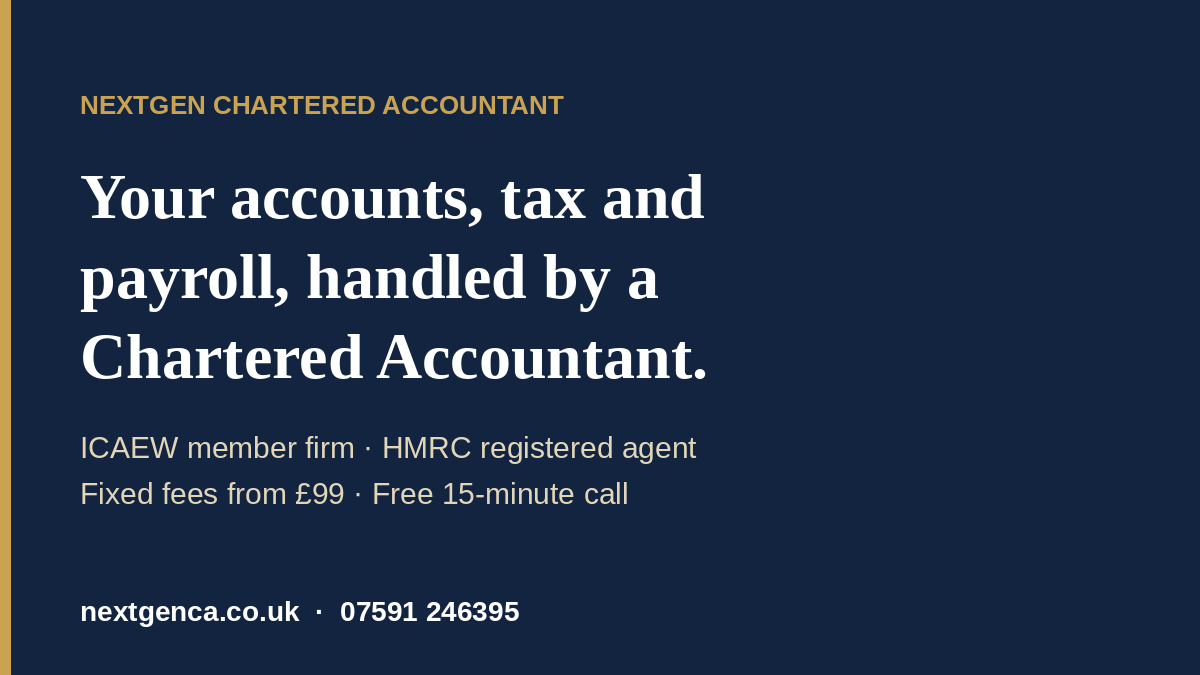 NEXTGEN CHARTERED ACCOUNTANT
Your accounts, tax and
payroll, handled by a
Chartered Accountant.
ICAEW member firm · HMRC registered agent
Fixed fees from £99 · Free 15-minute call
nextgenca.co.uk · 07591 246395